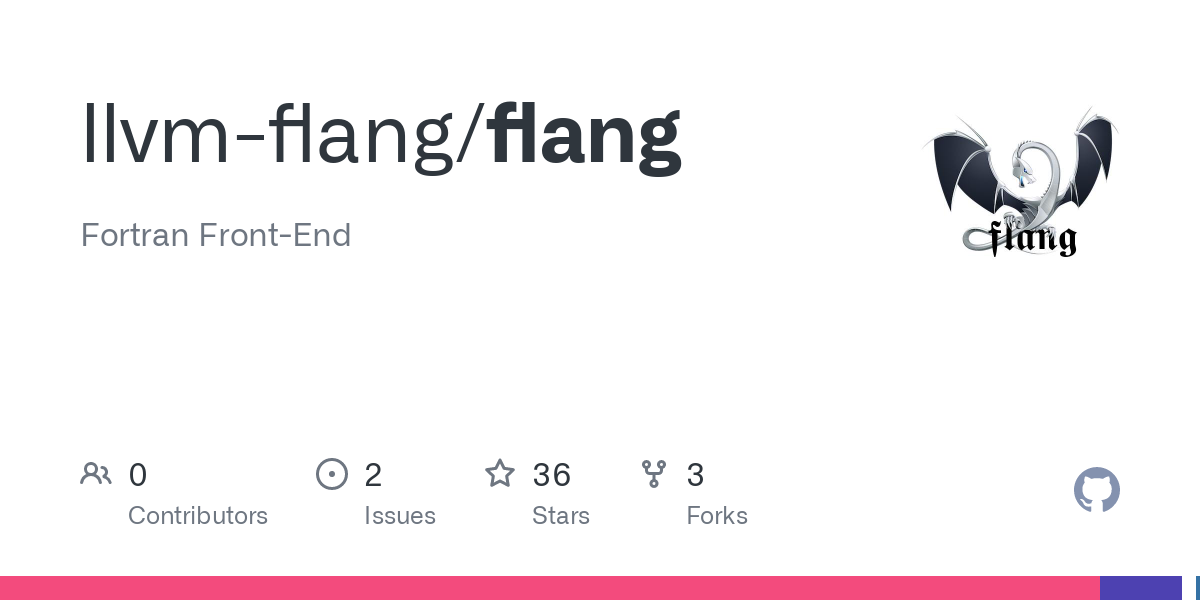 llvm-flang/flang
Fortran Front-End
flang
0
Contributors
2
Issues
36
Stars
3
Forks